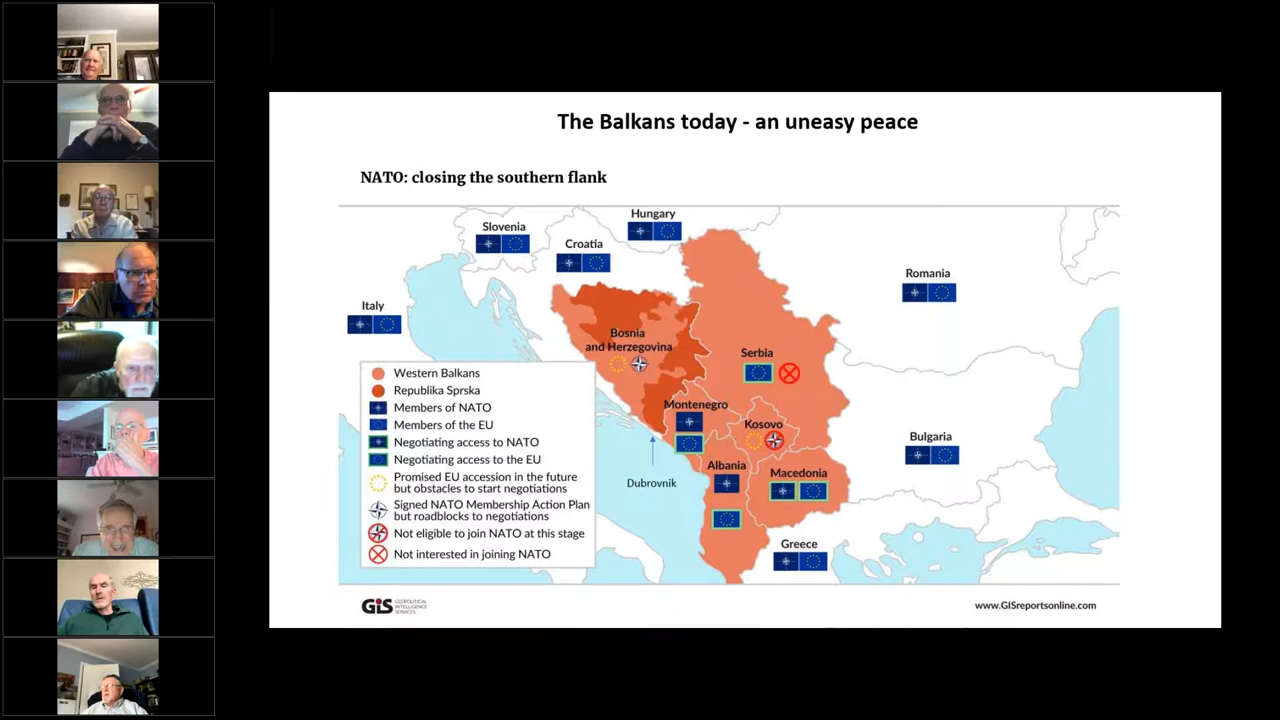 The Balkans today - an uneasy peace
NATO: closing the southern flank
Hungary
Slovenia
Croatia
Romania
Italy
Bosnia
and Herzegovina
Serbia
Western Balkans
Republika Sprska
Members of NATO
Members of the EU
Negotiating access to NATO
Negotiating access to the EU
Promised EU accession in the future
but obstacles to start negotiations
Signed NATO Membership Action Plan
but roadblocks to negotiations
Not eligible to join NATO at this stage
Not interested in joining NATO
Montenegro
Kosovo
Bulgaria
Albania
Macedonia
Dubrovnik
Greece
GIS
GEOPOLITICAL
INTELLIGENCE
SERVICES
www.GISreportsonline.com